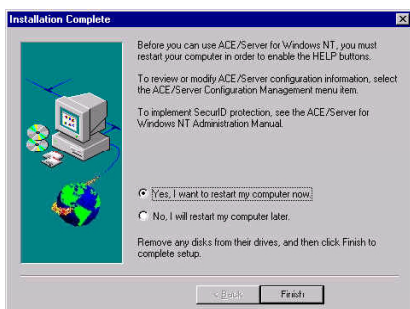 Installation Complete
Before you can use ACE/Server for Windows NT, you must
restart your computer in order to enable the HELP buttons.
To review or modify ACE/Server configuration information, select
the ACE/Server Configuration Management menu item.
To implement SecurID protection, see the ACE/Server for
Windows NT Administration Manual.
Yes, I want to restart my computer now.
No, I will restart my computer later.
Remove any disks from their drives, and then click Finish to
complete setup.
< Back
Finish